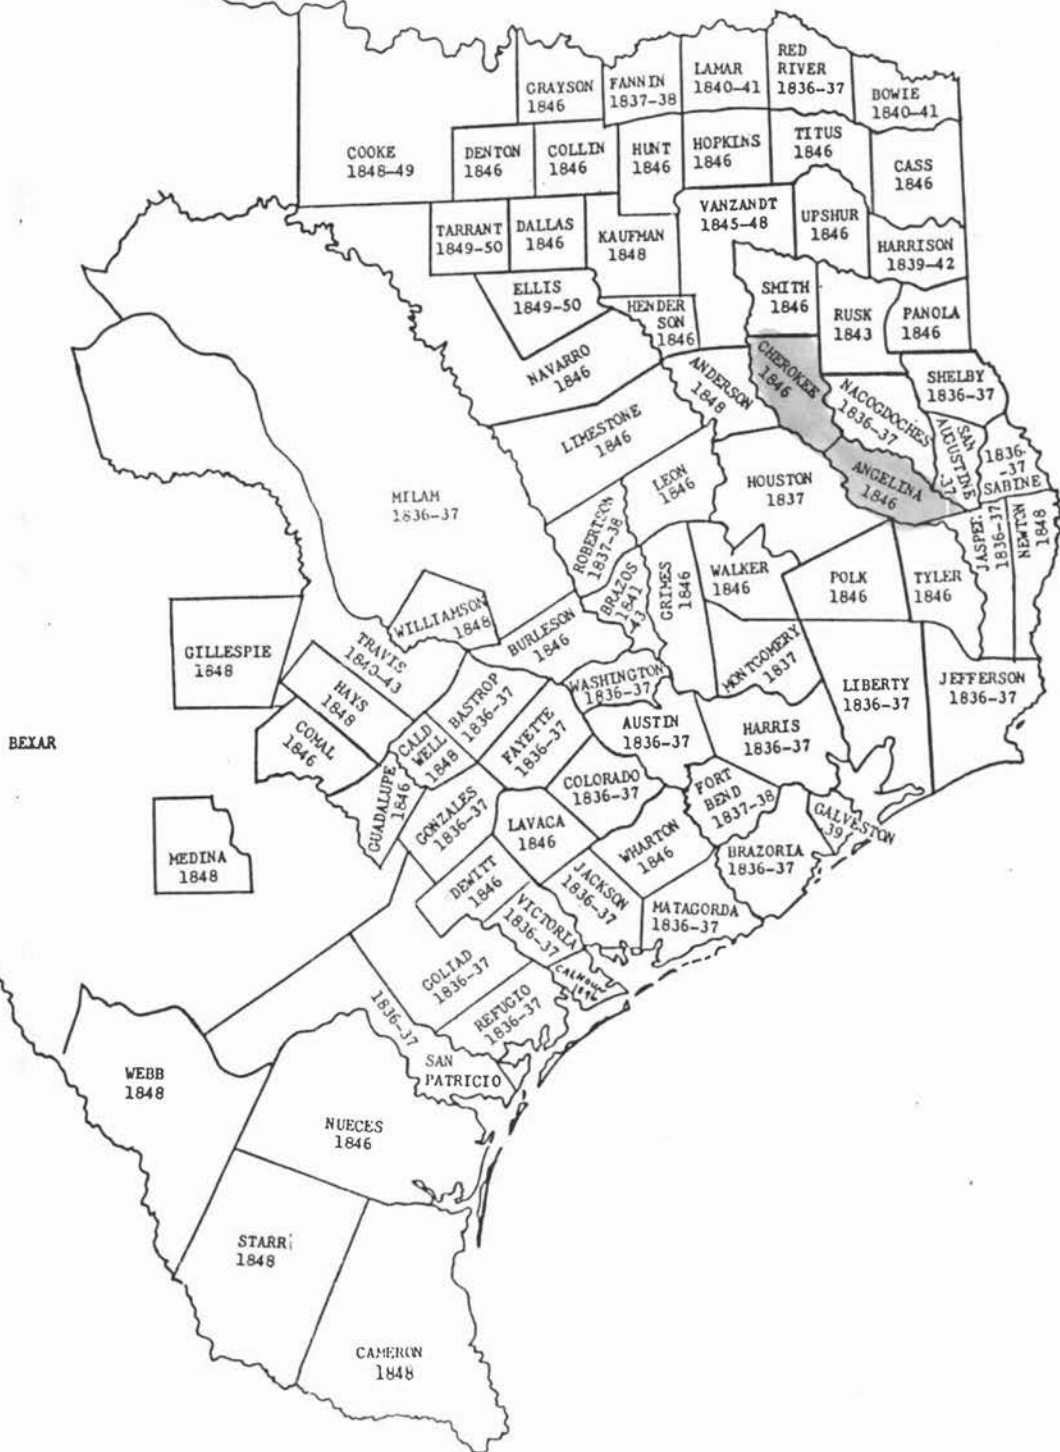 GRAYSON
1846
FANNIN
1837-38
LAMAR
1840-41
RED
RIVER
1836-37
BOWIE
1840-41
COOKE
1848-49
DENTON
1846
COLLIN
1846
HUNT
1846
HOPKINS
1846
TITUS
1846
CASS
1846
TARRANT
1849-50
DALLAS
1846
KAUFMAN
1848
VANZANDT
1845-48
UPSHUR
1846
HARRISON
1839-42
ELLIS
1849-50
HENDER
SON
1846
SMITH
1846
RUSK
1843
PANOLA
1846
NAVARRO
1846
ANDERSON
1848
CHEROKEE
1846
NACOGDOCHES
1836-37
SHELBY
1836-37
LIMESTONE
1846
SAN
AUGUSTINE
-37
1836-
-37
SABINE
MILAM
1836-37
ROBERTSON
1837-38
LEON
1846
HOUSTON
1837
ANGELINA
1846
JASPER
1836-37
NEWTON
1848
BRAZOS
1841
-43
GRIMES
1846
WALKER
1846
POLK
1846
TYLER
1846
GILLESPIE
1848
WILLIAMSON
1848
BURLESON
1846
TRAVIS
1840-43
HAYS
1848
COMAL
1846
WASHINGTON
1836-37
MONTGOMERY
1837
LIBERTY
1836-37
JEFFERSON
1836-37
BEXAR
GUADALUPE
1846
CALD
WELL
1848
BASTROP
1836-37
FAYETTE
1836-37
AUSTIN
1836-37
HARRIS
1836-37
COLORADO
1836-37
FORT
BEND
1837-38
GALVESTON
-39
MEDINA
1848
GONZALES
1836-37
LAVACA
1846
WHARTON
1846
BRAZORIA
1836-37
DEWITT
1846
JACKSON
1836-37
MATAGORDA
1836-37
VICTORIA
1836-37
GOLIAD
1836-37
CALHOUN
1846
REFUGIO
1836-37
1836-37
SAN
PATRICIO
WEBB
1848
NUECES
1846
STARR
1848
CAMERON
1848